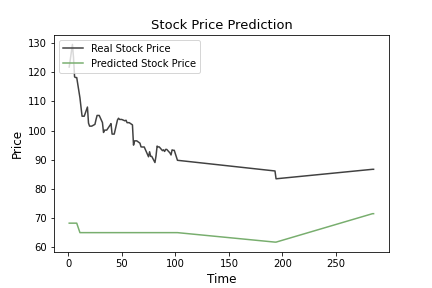 Stock Price Prediction
Real Stock Price
Predicted Stock Price
130
120
110
100
90
80
70
60
Price
0 50 100 150 200 250
Time